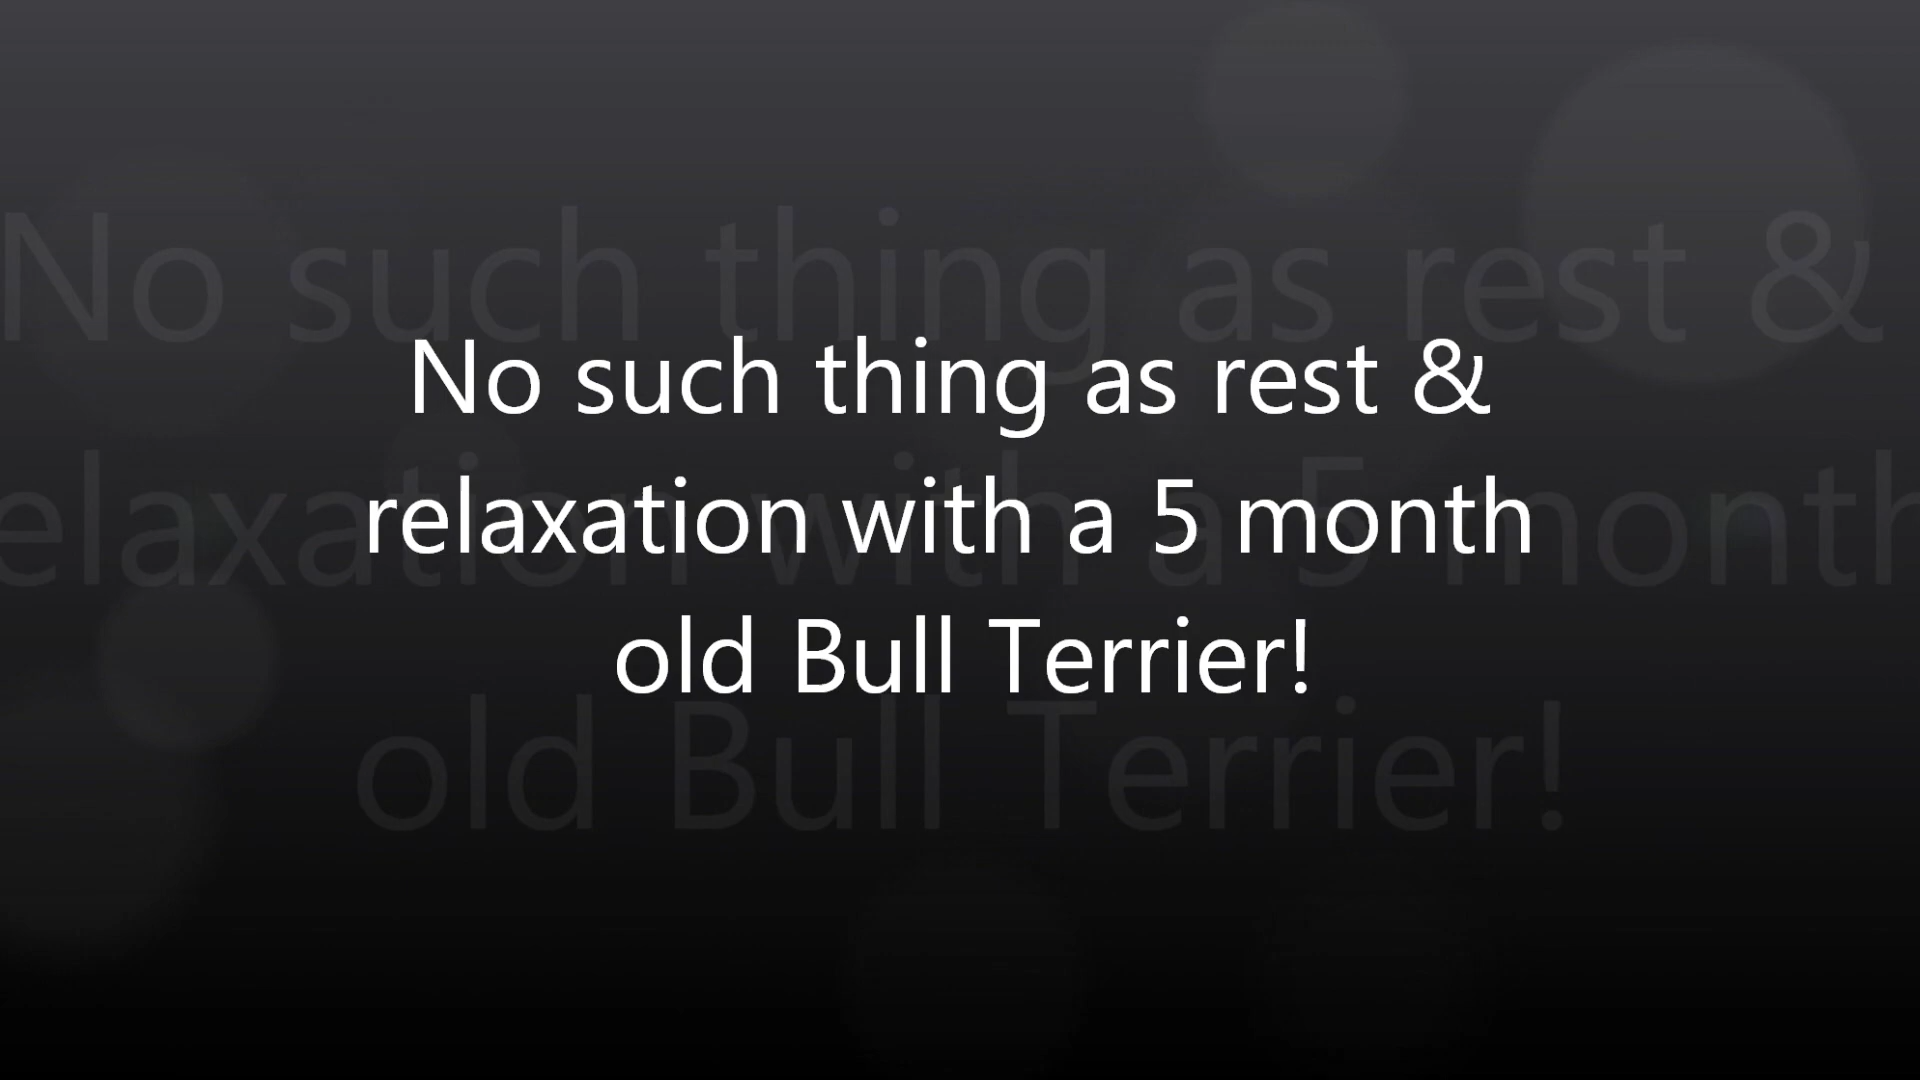 No such thing as rest &
relaxation with a 5 month
old Bull Terrier!